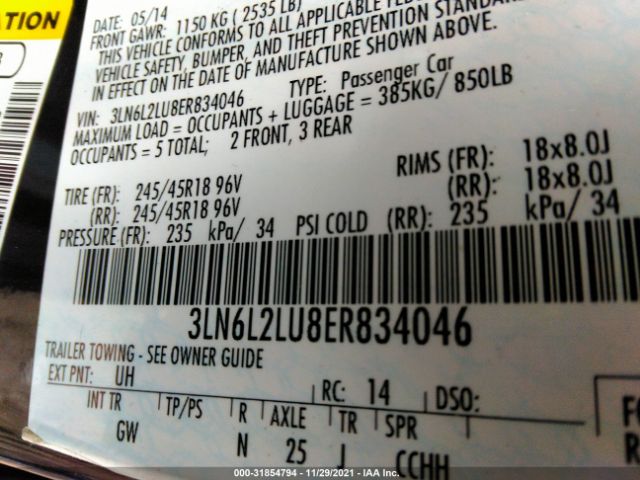 ATION
DATE: 05/14
FRONT GAWR: 1150 KG ( 2535 LB)
THIS VEHICLE CONFORMS TO ALL APPLICABLE
VEHICLE SAFETY, BUMPER, AND THEFT PREVENTION STANDARDS
IN EFFECT ON THE DATE OF MANUFACTURE SHOWN ABOVE.
VIN: 3LN6L2LU8ER834046 TYPE: Passenger Car
MAXIMUM LOAD = OCCUPANTS + LUGGAGE = 385KG/ 850LB
OCCUPANTS = 5 TOTAL; 2 FRONT, 3 REAR
TIRE (FR): 245/45R18 96V RIMS (FR): 18x8.0J
(RR): 245/45R18 96V (RR): 18x8.0J
PRESSURE (FR): 235 kPa/ 34 PSI COLD (RR): 235 kPa/ 34
3LN6L2LU8ER834046
TRAILER TOWING - SEE OWNER GUIDE
EXT PNT: UH RC: 14 DSO:
INT TR TP/PS R AXLE TR SPR
GW N 25 J CCHH
000-31854794 - 11/29/2021 - IAA Inc.